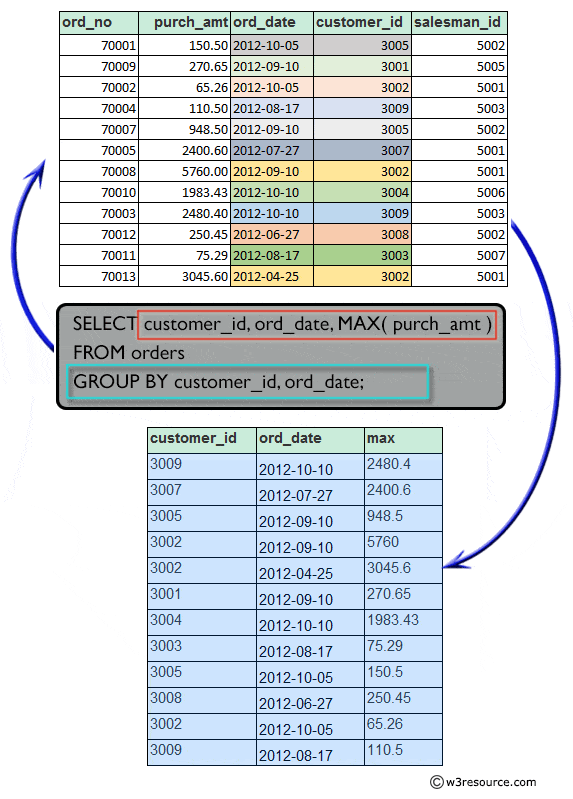 ord_no purch_amt ord_date customer_id salesman_id
70001 150.50 2012-10-05 3005 5002
70009 270.65 2012-09-10 3001 5005
70002 65.26 2012-10-05 3002 5001
70004 110.50 2012-08-17 3009 5003
70007 948.50 2012-09-10 3005 5002
70005 2400.60 2012-07-27 3007 5001
70008 5760.00 2012-09-10 3002 5001
70010 1983.43 2012-10-10 3004 5006
70003 2480.40 2012-10-10 3009 5003
70012 250.45 2012-06-27 3008 5002
70011 75.29 2012-08-17 3003 5007
70013 3045.60 2012-04-25 3002 5001
SELECT customer_id, ord_date, MAX( purch_amt )
FROM orders
GROUP BY customer_id, ord_date;
customer_id ord_date max
3009 2012-10-10 2480.4
3007 2012-07-27 2400.6
3005 2012-09-10 948.5
3002 2012-09-10 5760
3002 2012-04-25 3045.6
3001 2012-09-10 270.65
3004 2012-10-10 1983.43
3003 2012-08-17 75.29
3005 2012-10-05 150.5
3008 2012-06-27 250.45
3002 2012-10-05 65.26
3009 2012-08-17 110.5
© w3resource.com